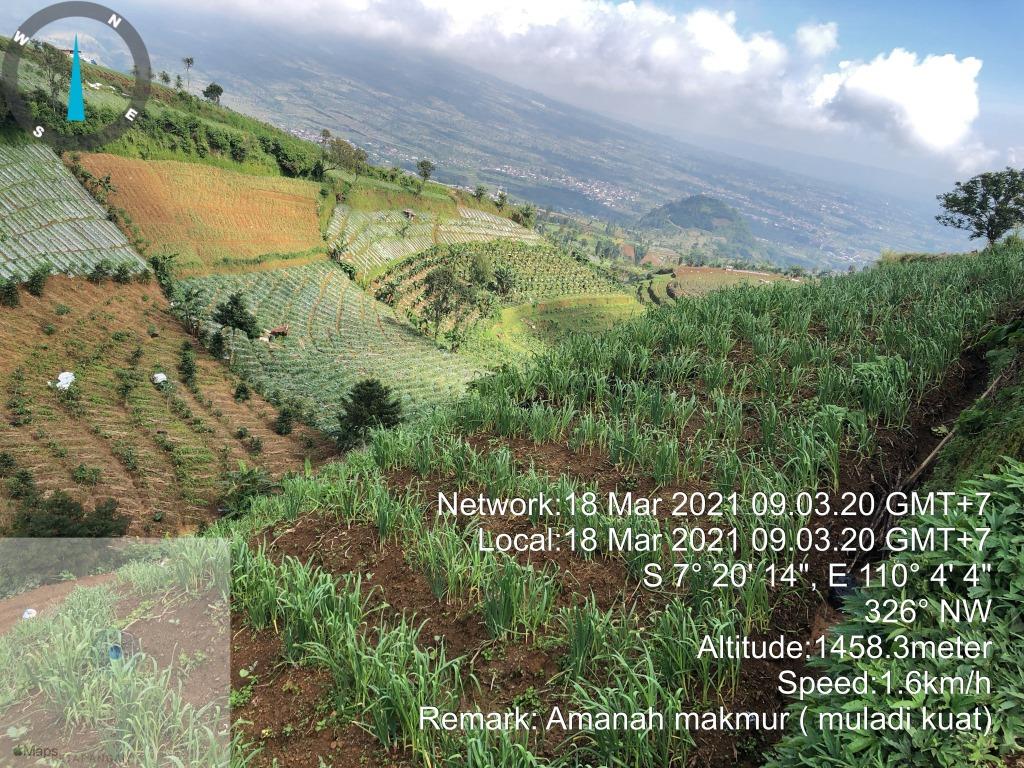 N
W
E
S
Network:18 Mar 2021 09.03.20 GMT+7
Local:18 Mar 2021 09.03.20 GMT+7
S 7° 20' 14", E 110° 4' 4"
326° NW
Altitude:1458.3meter
Speed:1.6km/h
Remark: Amanah makmur ( muladi kuat)
Maps